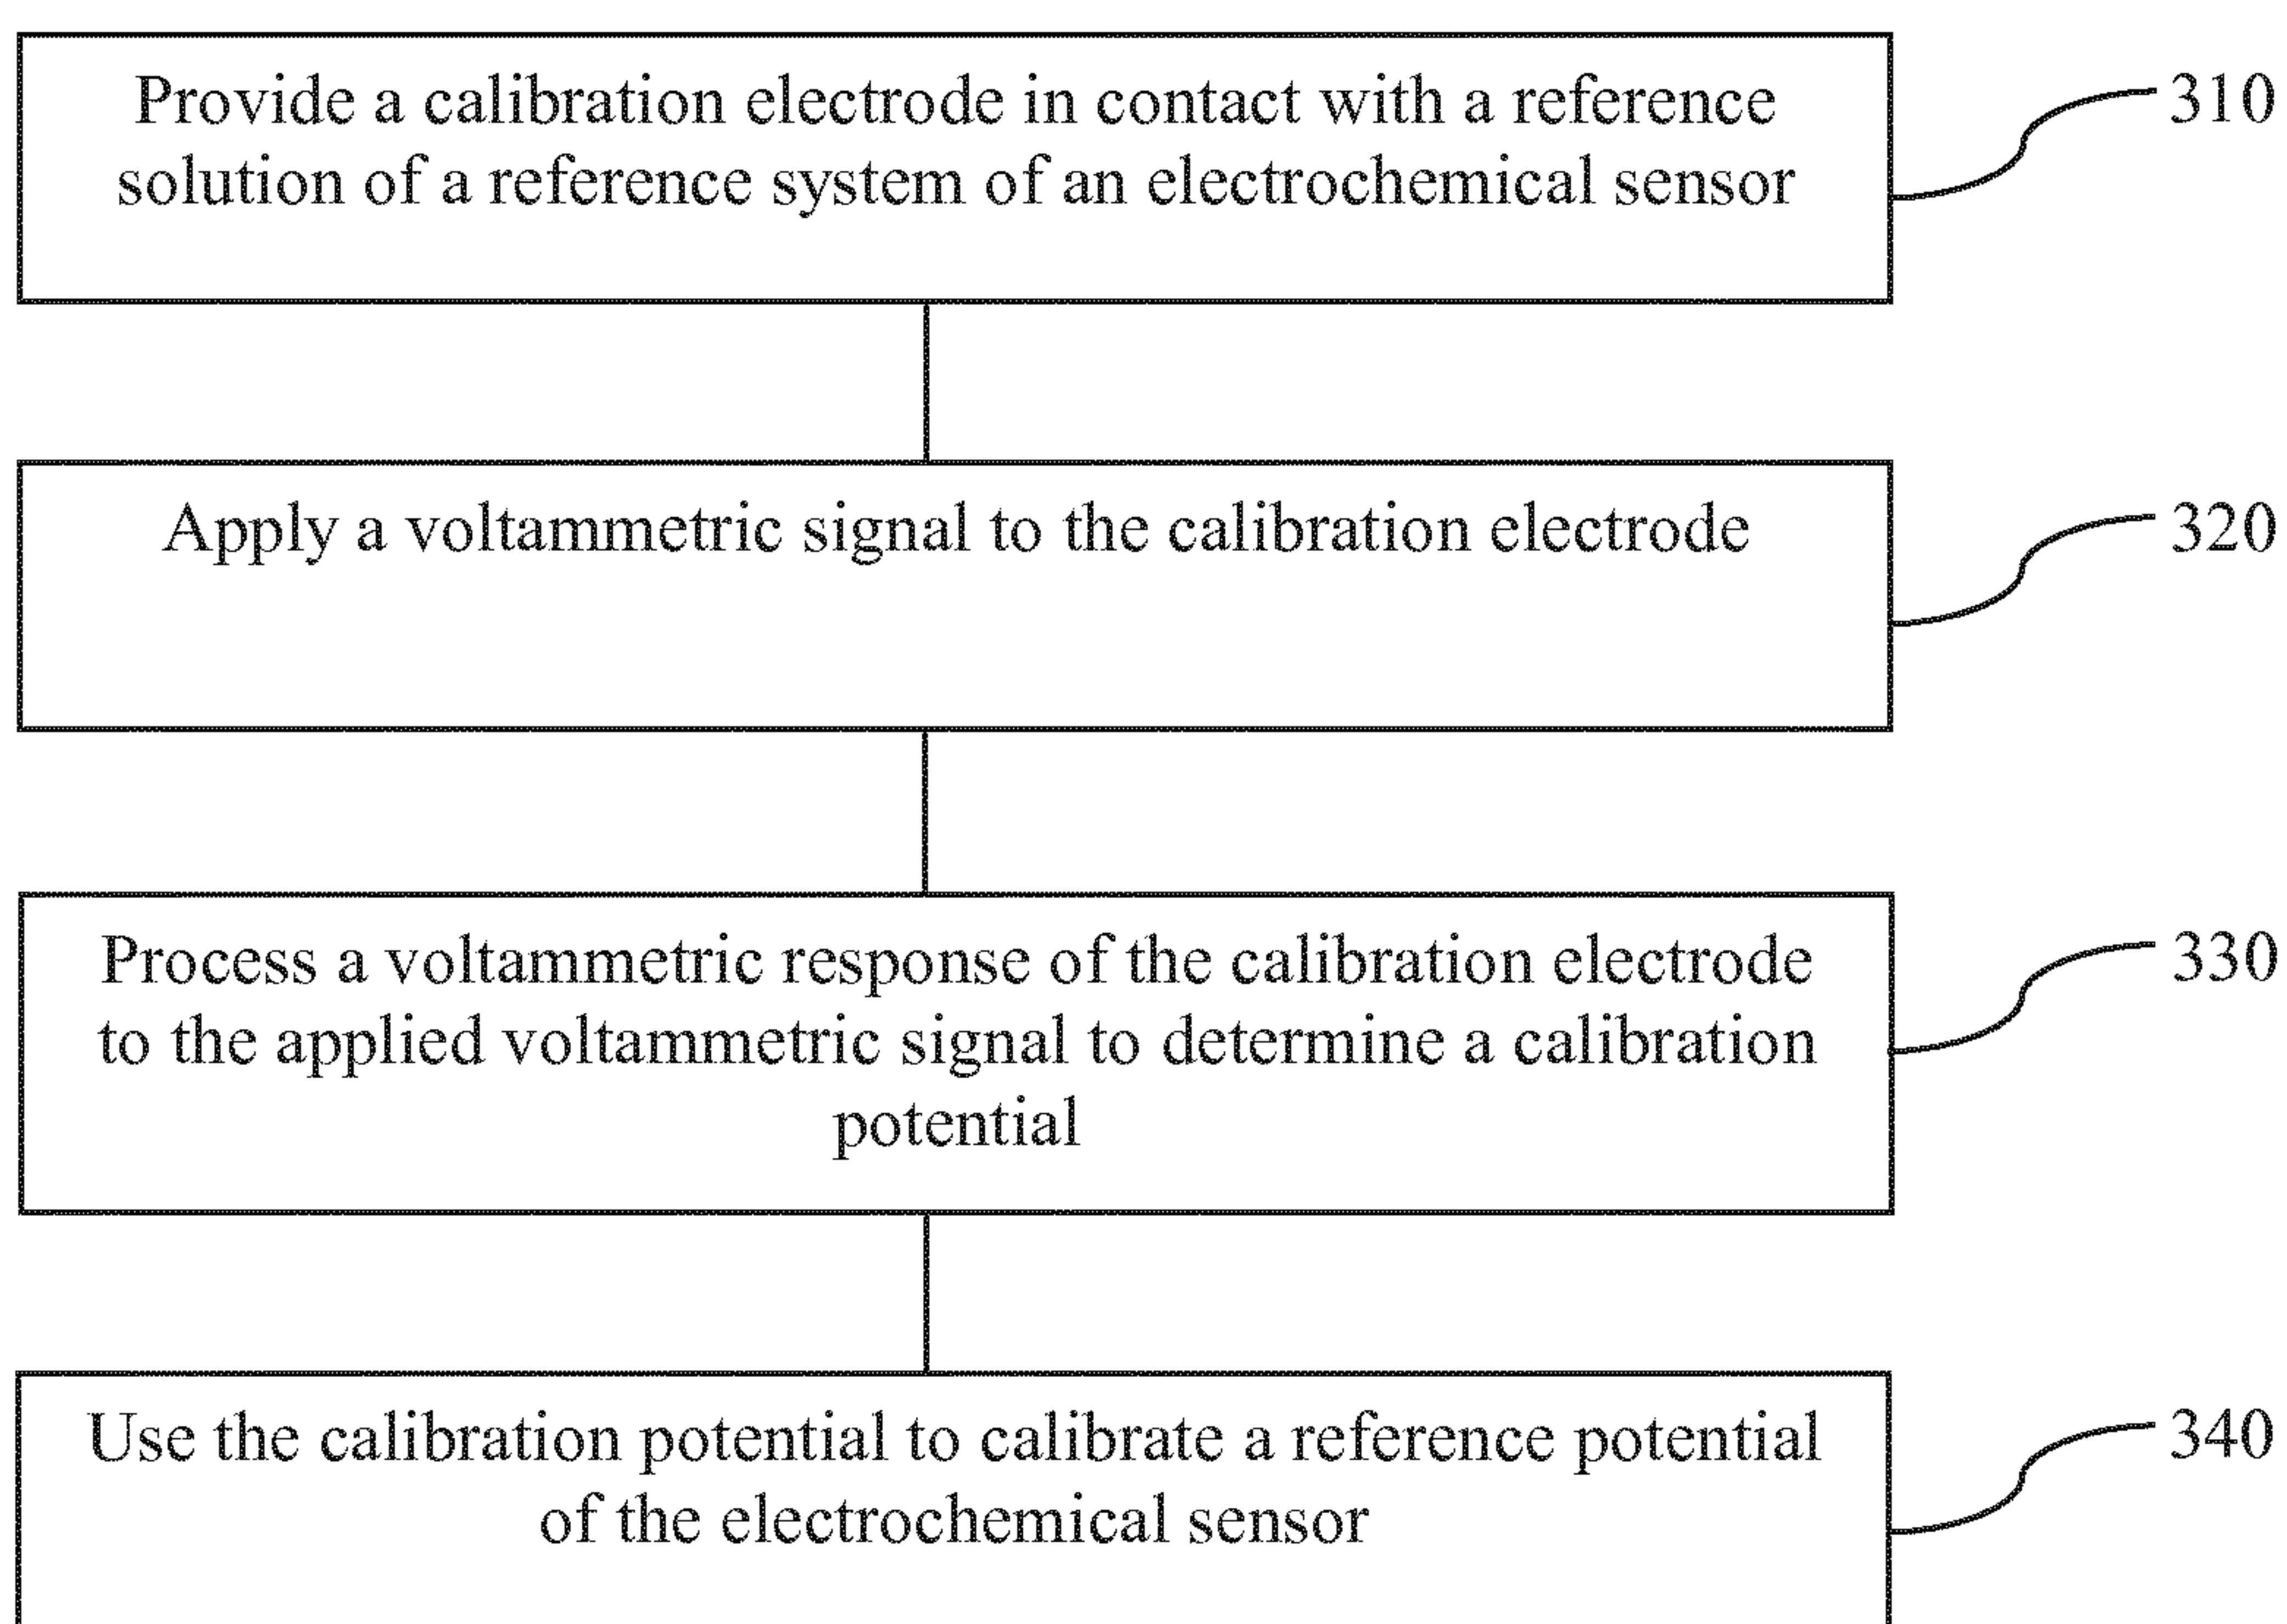 Provide a calibration electrode in contact with a reference
solution of a reference system of an electrochemical sensor
310
Apply a voltammetric signal to the calibration electrode
320
Process a voltammetric response of the calibration electrode
to the applied voltammetric signal to determine a calibration
potential
330
Use the calibration potential to calibrate a reference potential
of the electrochemical sensor
340